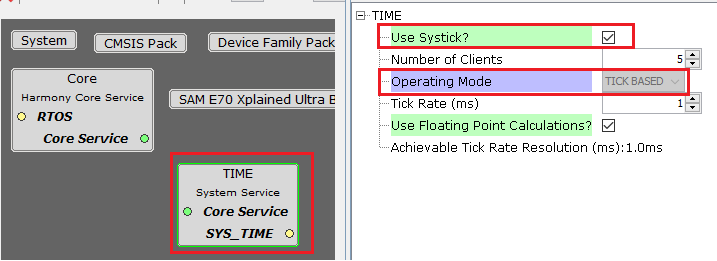 System
CMSIS Pack
Device Family Pack
Core
Harmony Core Service
RTOS
Core Service
SAM E70 Xplained Ultra B
TIME
System Service
Core Service
SYS_TIME
TIME
Use Systick?
Number of Clients 5
Operating Mode TICK BASED
Tick Rate (ms) 1
Use Floating Point Calculations?
Achievable Tick Rate Resolution (ms):1.0ms